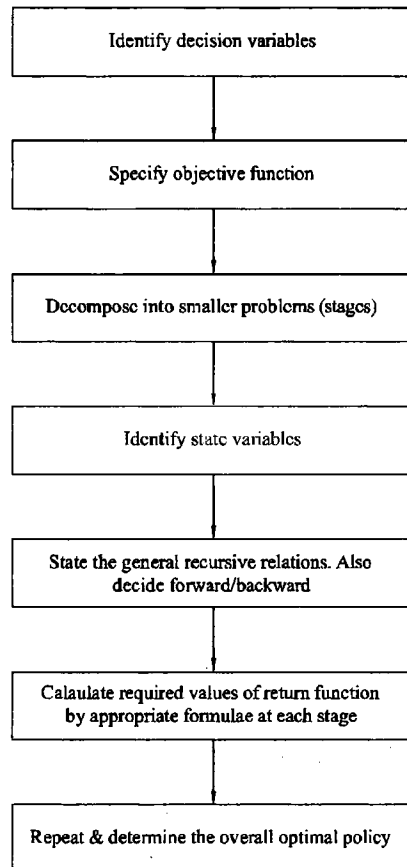 Identify decision variables
Specify objective function
Decompose into smaller problems (stages)
Identify state variables
State the general recursive relations. Also
decide forward/backward
Calaulate required values of return function
by appropriate formulae at each stage
Repeat & determine the overall optimal policy